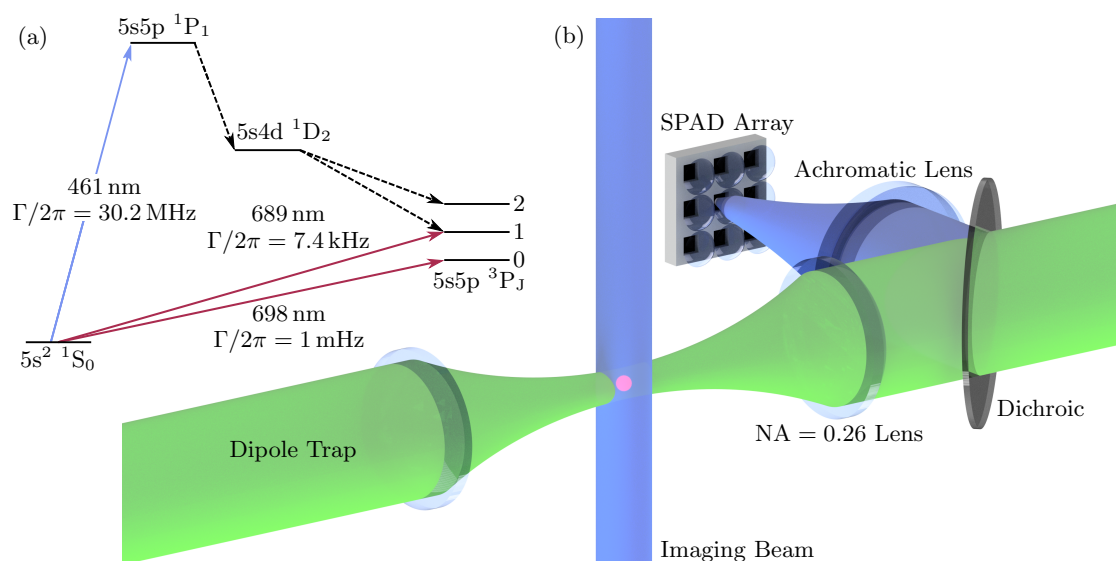 (a)
5s5p ¹P₁
5s4d ¹D₂
461 nm
Γ/2π = 30.2 MHz
689 nm
Γ/2π = 7.4 kHz
2
1
0
5s5p ³P_J
698 nm
Γ/2π = 1 mHz
5s² ¹S₀
Dipole Trap
(b)
SPAD Array
Achromatic Lens
Dichroic
NA = 0.26 Lens
Imaging Beam